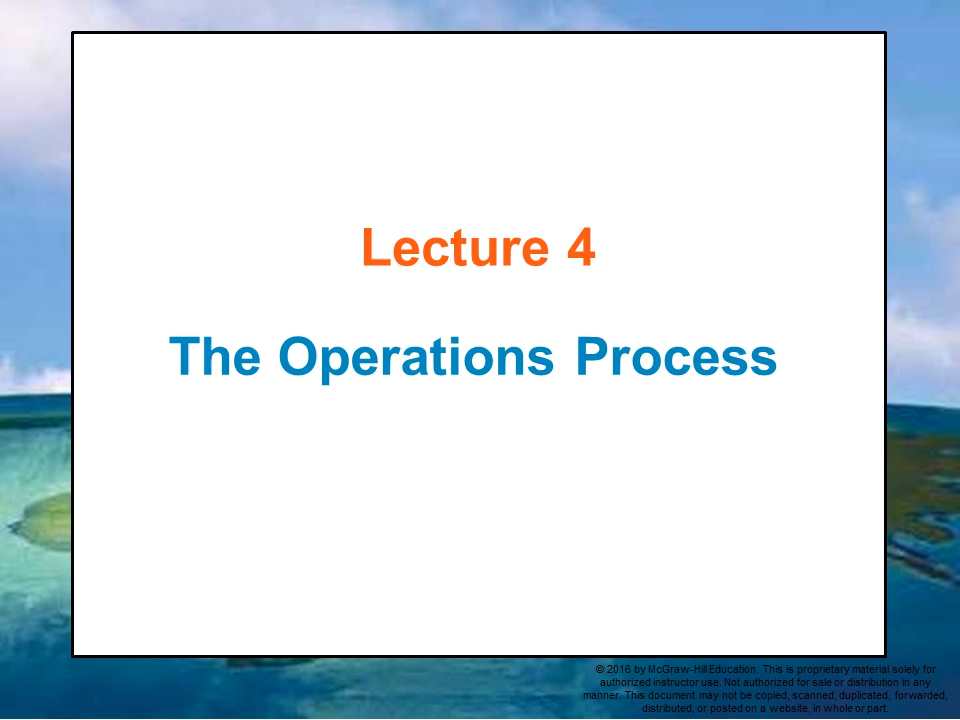 Lecture 4
The Operations Process
© 2016 by McGraw-Hill Education. This is proprietary material solely for
authorized instructor use. Not authorized for sale or distribution in any
manner. This document may not be copied, scanned, duplicated, forwarded,
distributed, or posted on a website, in whole or part.